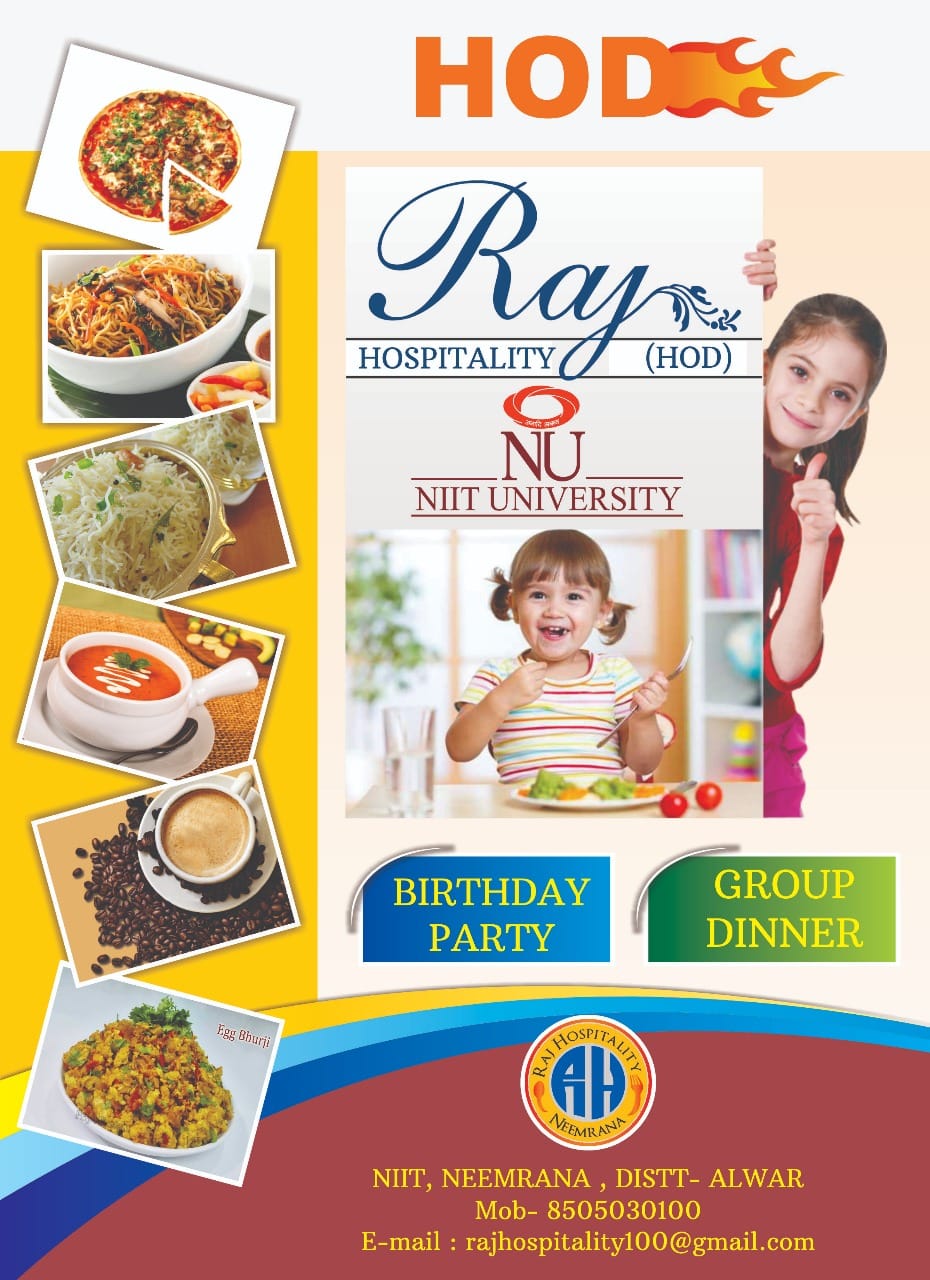 HOD
Raj
HOSPITALITY (HOD)
NU
NIIT UNIVERSITY
BIRTHDAY
PARTY
GROUP
DINNER
Egg Bhurji
RAJ HOSPITALITY
RH
NEEMRANA
NIIT, NEEMRANA , DISTT- ALWAR
Mob- 8505030100
E-mail : rajhospitality100@gmail.com